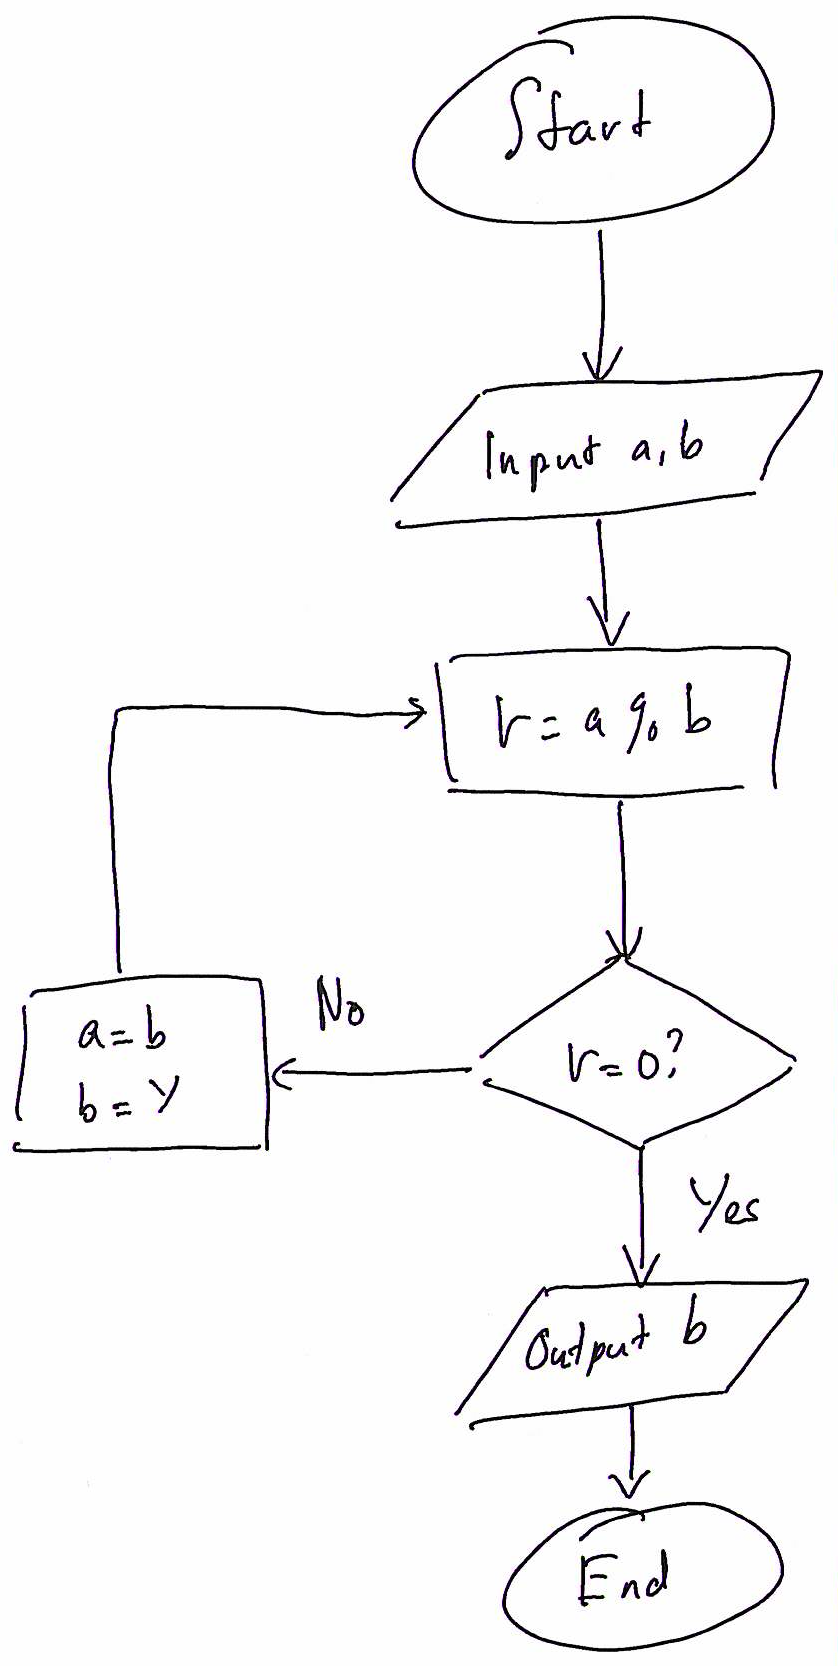 Start
Input a, b
r = a % b
r = 0?
No
a = b
b = r
Yes
Output b
End